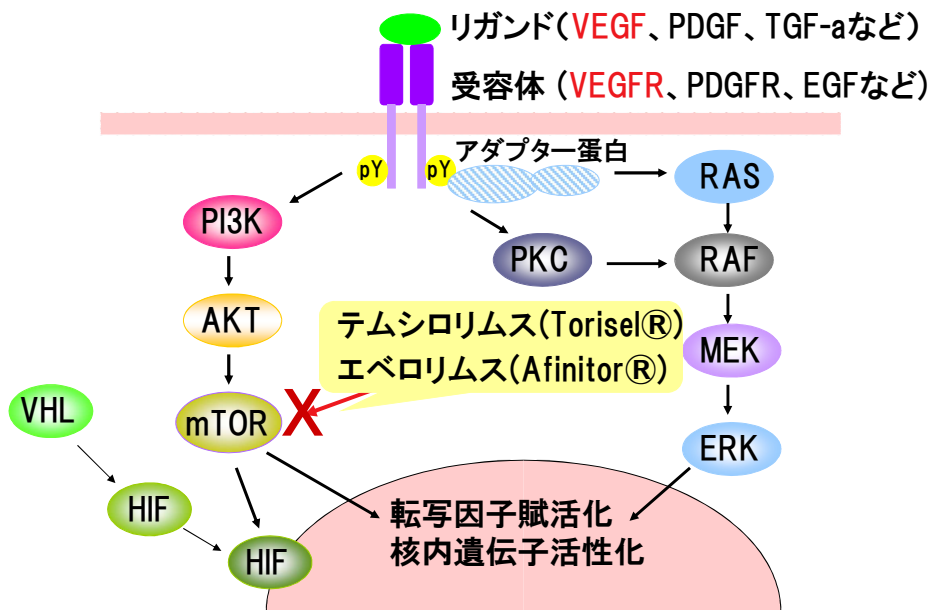 リガンド(VEGF、PDGF、TGF-aなど)
受容体 (VEGFR、PDGFR、EGFなど)
アダプター蛋白
pY
pY
RAS
PI3K
PKC
RAF
AKT
テムシロリムス(Torisel®)
エベロリムス(Afinitor®)
MEK
VHL
mTOR
X
ERK
HIF
転写因子賦活化
核内遺伝子活性化
HIF